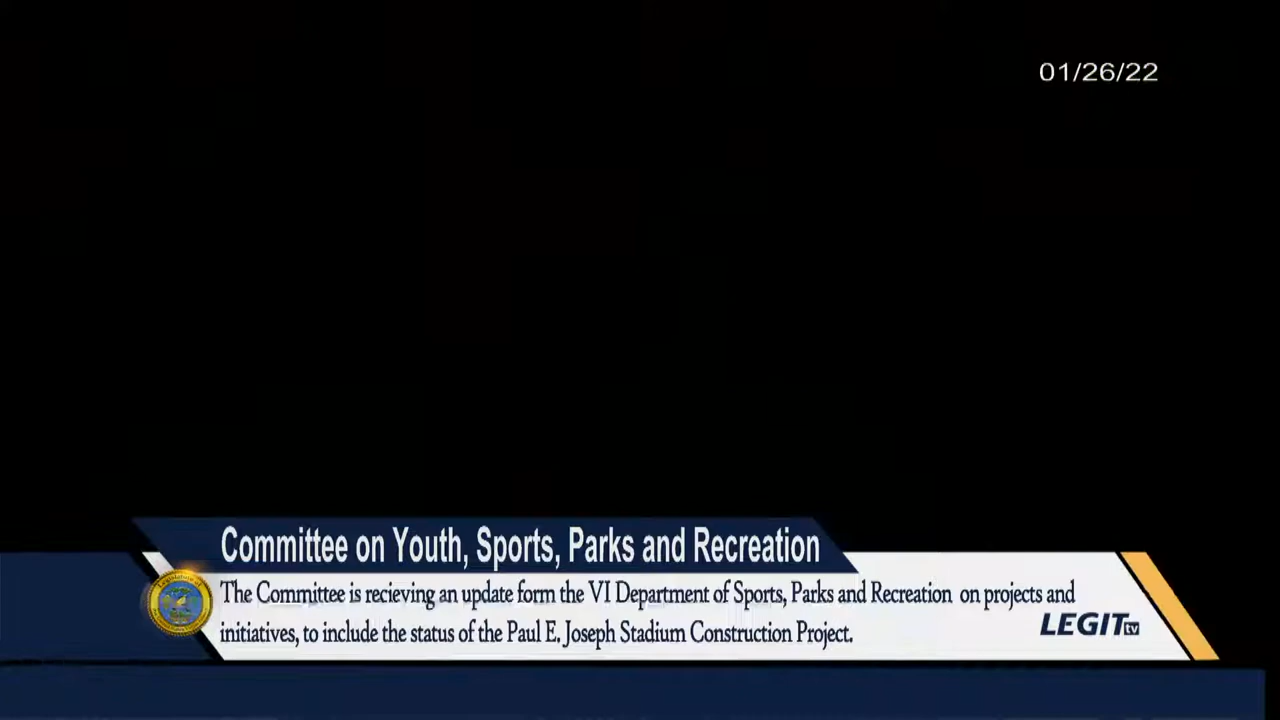 01/26/22
Committee on Youth, Sports, Parks and Recreation
The Committee is recieving an update form the VI Department of Sports, Parks and Recreation on projects and
initiatives, to include the status of the Paul E. Joseph Stadium Construction Project.
LEGIT tv